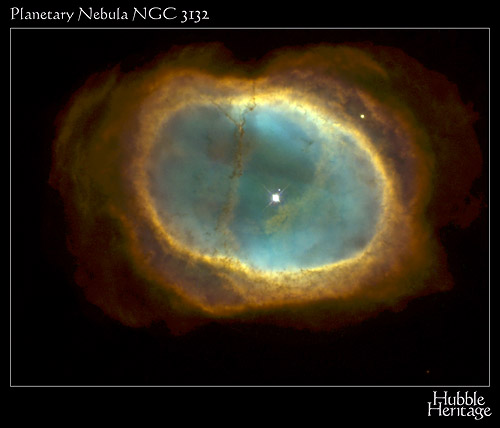 Planetary Nebula NGC 3132
Hubble
Heritage